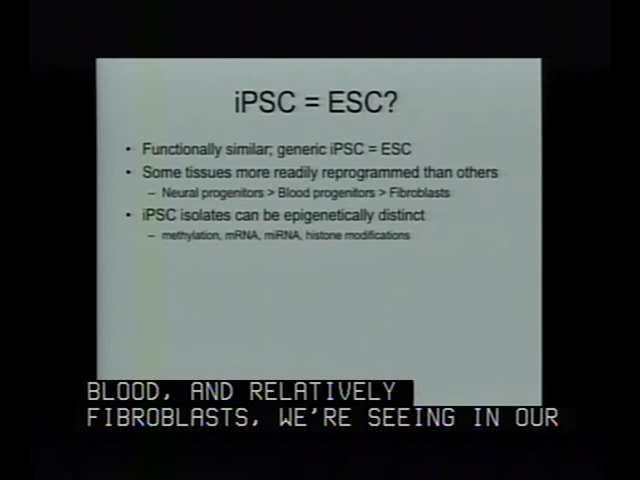 iPSC = ESC?
• Functionally similar; generic iPSC = ESC
• Some tissues more readily reprogrammed than others
– Neural progenitors > Blood progenitors > Fibroblasts
• iPSC isolates can be epigenetically distinct
– methylation, mRNA, miRNA, histone modifications
BLOOD, AND RELATIVELY
FIBROBLASTS, WE'RE SEEING IN OUR